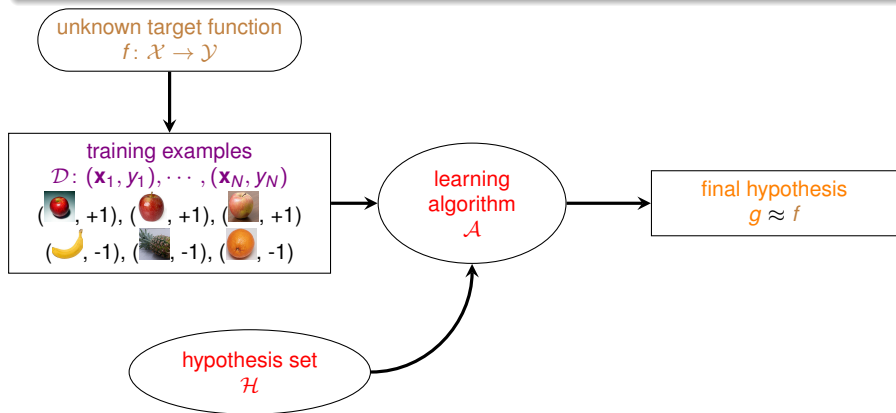 unknown target function
f : 𝒳 → 𝒴
training examples
𝒟 : (𝐱₁, y₁), ⋯ , (𝐱_N, y_N)
( , +1), ( , +1), ( , +1)
( , -1), ( , -1), ( , -1)
learning
algorithm
𝒜
final hypothesis
g ≈ f
hypothesis set
ℋ